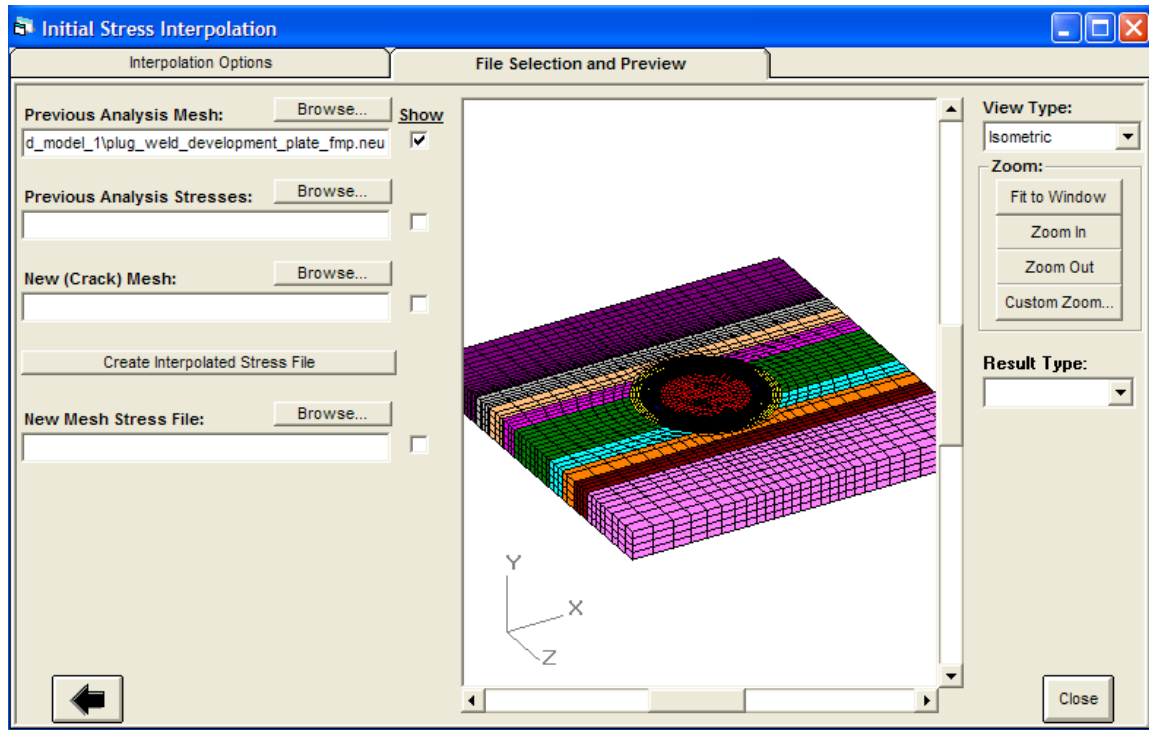 Initial Stress Interpolation
Interpolation Options
File Selection and Preview
Previous Analysis Mesh:
Browse...
Show
d_model_1\plug_weld_development_plate_fmp.neu
Previous Analysis Stresses:
Browse...
New (Crack) Mesh:
Browse...
Create Interpolated Stress File
New Mesh Stress File:
Browse...
Y
X
Z
View Type:
Isometric
Zoom:
Fit to Window
Zoom In
Zoom Out
Custom Zoom...
Result Type:
Close